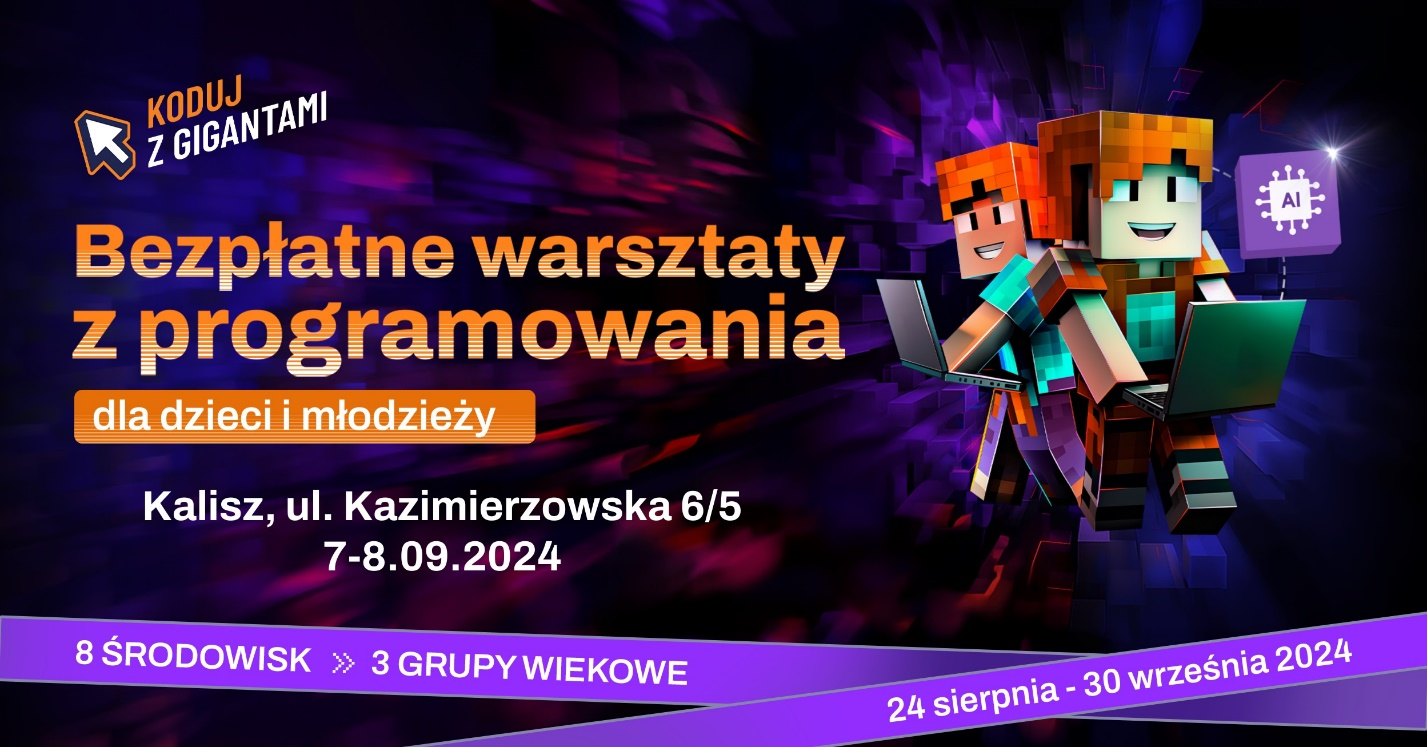 KODUJ
Z GIGANTAMI
Bezpłatne warsztaty
z programowania
dla dzieci i młodzieży
AI
Kalisz, ul. Kazimierzowska 6/5
7-8.09.2024
8 ŚRODOWISK >> 3 GRUPY WIEKOWE
24 sierpnia - 30 września 2024